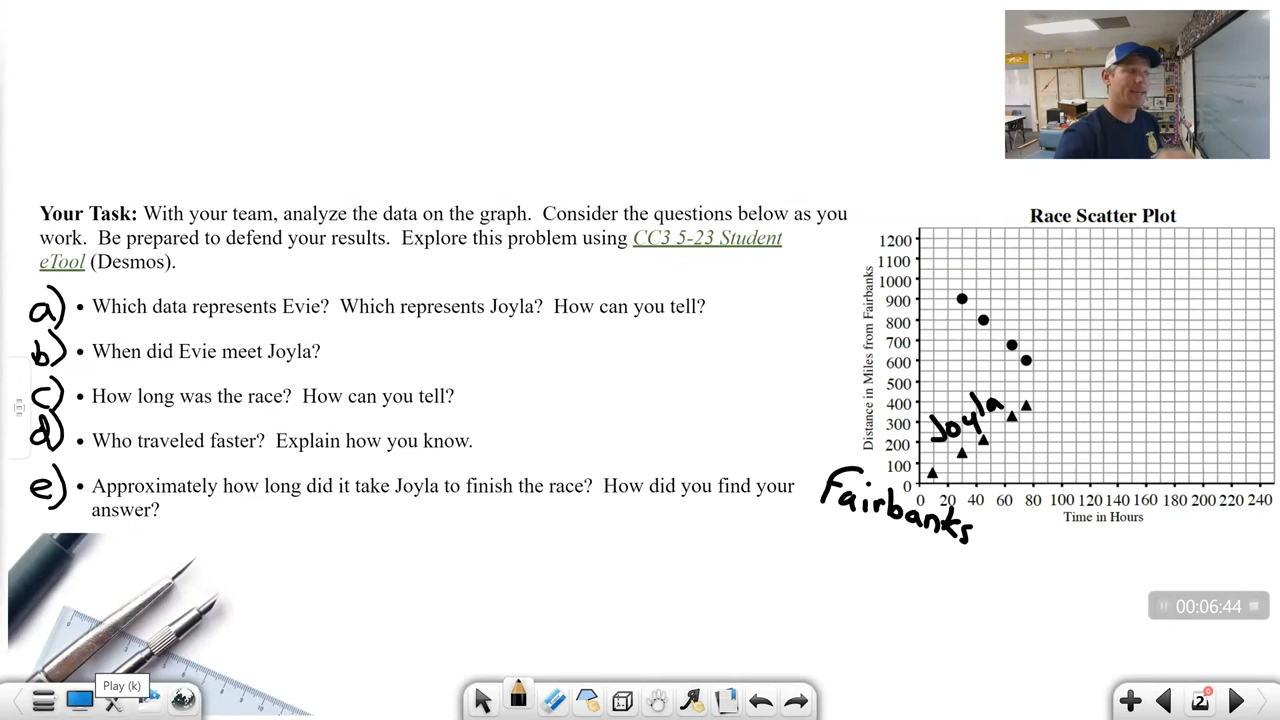 Your Task: With your team, analyze the data on the graph. Consider the questions below as you
work. Be prepared to defend your results. Explore this problem using CC3 5-23 Student
eTool (Desmos).
a) • Which data represents Evie? Which represents Joyla? How can you tell?
b) • When did Evie meet Joyla?
c) • How long was the race? How can you tell?
d) • Who traveled faster? Explain how you know.
e) • Approximately how long did it take Joyla to finish the race? How did you find your
answer?
Race Scatter Plot
Distance in Miles from Fairbanks
1200
1100
1000
900
800
700
600
500
400
300
200
100
0
Joyla
Fairbanks
0 20 40 60 80 100 120 140 160 180 200 220 240
Time in Hours
00:06:44
Play (k)
2
0